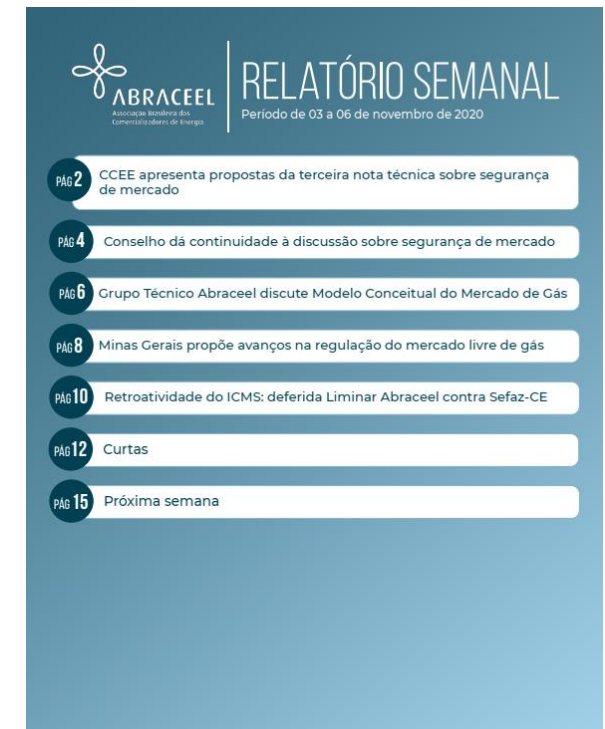 ABRACEEL
Associação Brasileira dos
Comercializadores de Energia
RELATÓRIO SEMANAL
Período de 03 a 06 de novembro de 2020
PÁG 2
CCEE apresenta propostas da terceira nota técnica sobre segurança
de mercado
PÁG 4
Conselho dá continuidade à discussão sobre segurança de mercado
PÁG 6
Grupo Técnico Abraceel discute Modelo Conceitual do Mercado de Gás
PÁG 8
Minas Gerais propõe avanços na regulação do mercado livre de gás
PÁG 10
Retroatividade do ICMS: deferida Liminar Abraceel contra Sefaz-CE
PÁG 12
Curtas
PÁG 15
Próxima semana